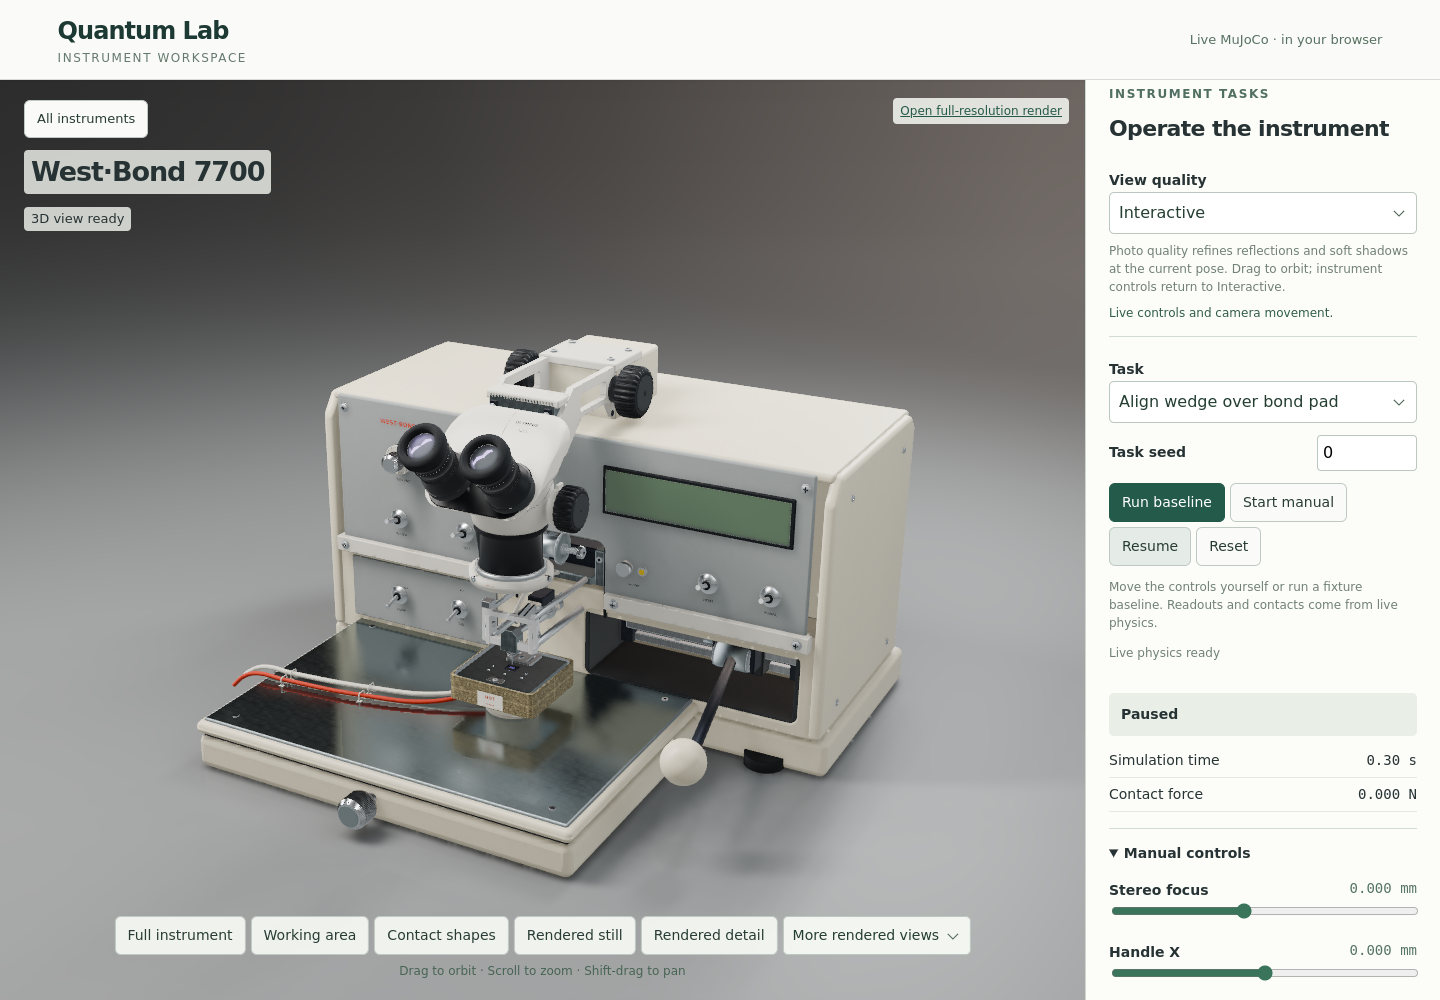 Quantum Lab
INSTRUMENT WORKSPACE
Live MuJoCo · in your browser
All instruments
West·Bond 7700
3D view ready
Open full-resolution render
WEST·BOND
Full instrument
Working area
Contact shapes
Rendered still
Rendered detail
More rendered views
Drag to orbit · Scroll to zoom · Shift-drag to pan
INSTRUMENT TASKS
Operate the instrument
View quality
Interactive
Photo quality refines reflections and soft shadows
at the current pose. Drag to orbit; instrument
controls return to Interactive.
Live controls and camera movement.
Task
Align wedge over bond pad
Task seed
0
Run baseline
Start manual
Resume
Reset
Move the controls yourself or run a fixture
baseline. Readouts and contacts come from live
physics.
Live physics ready
Paused
Simulation time 0.30 s
Contact force 0.000 N
Manual controls
Stereo focus 0.000 mm
Handle X 0.000 mm